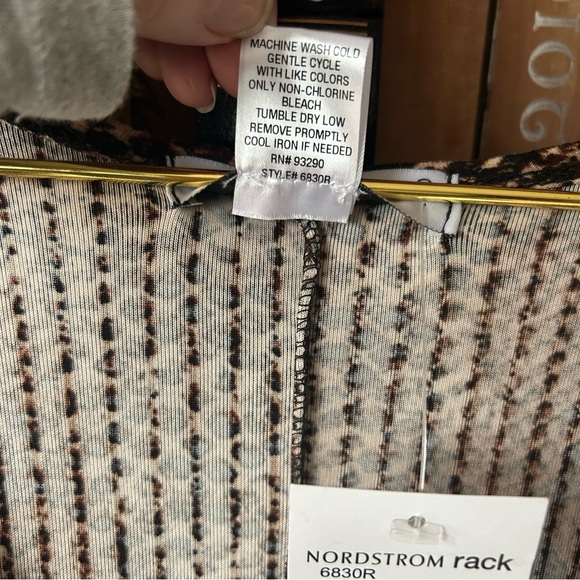 MACHINE WASH COLD
GENTLE CYCLE
WITH LIKE COLORS
ONLY NON-CHLORINE
BLEACH
TUMBLE DRY LOW
REMOVE PROMPTLY
COOL IRON IF NEEDED
RN# 93290
STYLE# 6830R
NORDSTROM rack
6830R